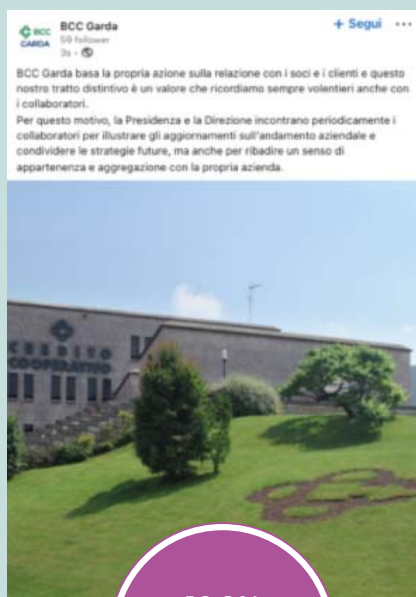 BCC
GARDA
BCC Garda
59 follower
3s
+ Segui
BCC Garda basa la propria azione sulla relazione con i soci e i clienti e questo
nostro tratto distintivo è un valore che ricordiamo sempre volentieri anche con
i collaboratori.
Per questo motivo, la Presidenza e la Direzione incontrano periodicamente i
collaboratori per illustrare gli aggiornamenti sull'andamento aziendale e
condividere le strategie future, ma anche per ribadire un senso di
appartenenza e aggregazione con la propria azienda.
CREDITO
COOPERATIVO